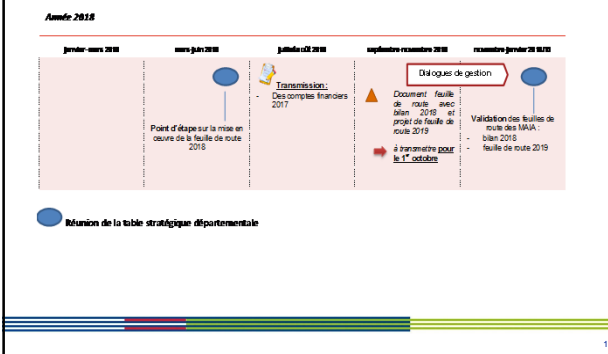 Année 2018
janvier-mars 2018
mars-juin 2018
juillet-août 2018
septembre-novembre 2018
novembre-janvier 2018/19
Dialogues de gestion
Transmission :
- Des comptes financiers
2017
Document feuille
de route avec
bilan 2018 et
projet de feuille de
route 2019
à transmettre pour
le 1er octobre
Point d'étape sur la mise en
œuvre de la feuille de route
2018
Validation des feuilles de
route des MAIA :
- bilan 2018
- feuille de route 2019
Réunion de la table stratégique départementale
1